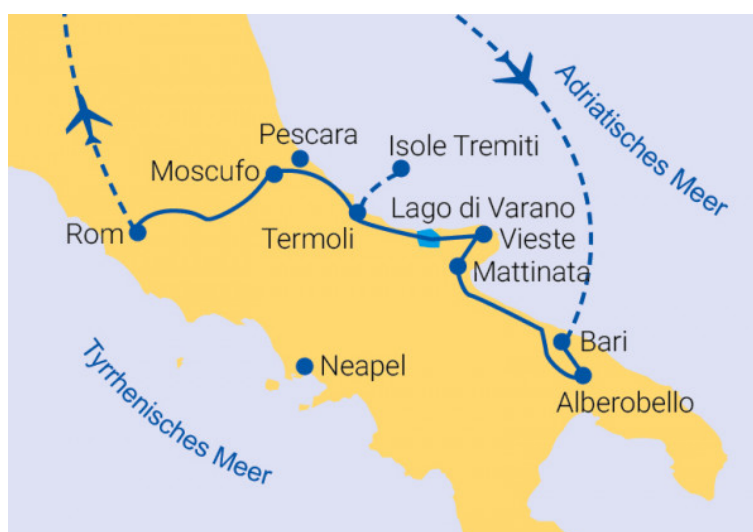 Adriatisches Meer
Pescara
Isole Tremiti
Moscufo
Lago di Varano
Rom
Termoli
Vieste
Mattinata
Bari
Tyrrhenisches Meer
Neapel
Alberobello